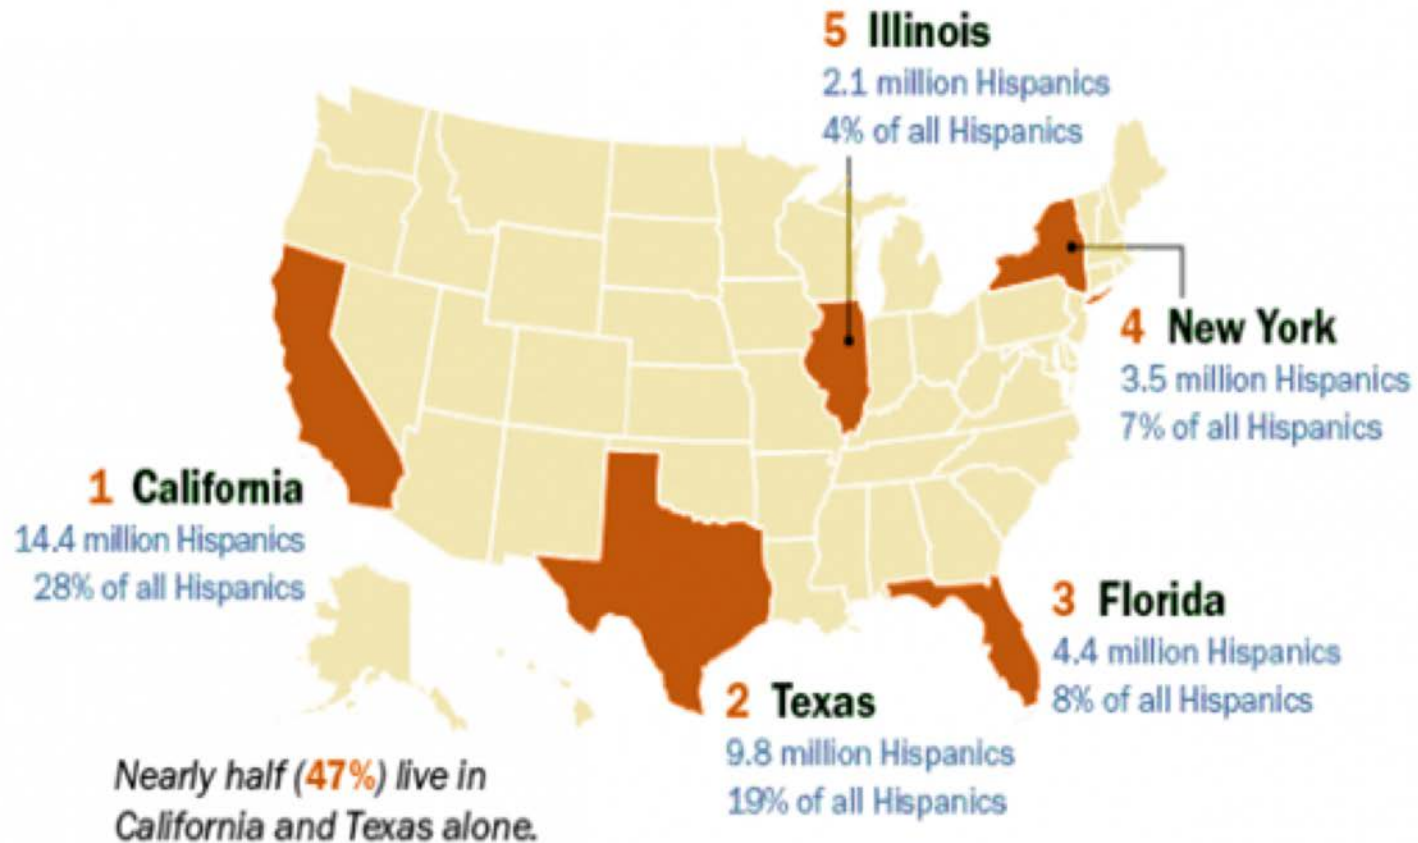 5 Illinois
2.1 million Hispanics
4% of all Hispanics
4 New York
3.5 million Hispanics
7% of all Hispanics
1 California
14.4 million Hispanics
28% of all Hispanics
3 Florida
4.4 million Hispanics
8% of all Hispanics
2 Texas
9.8 million Hispanics
19% of all Hispanics
Nearly half (47%) live in
California and Texas alone.